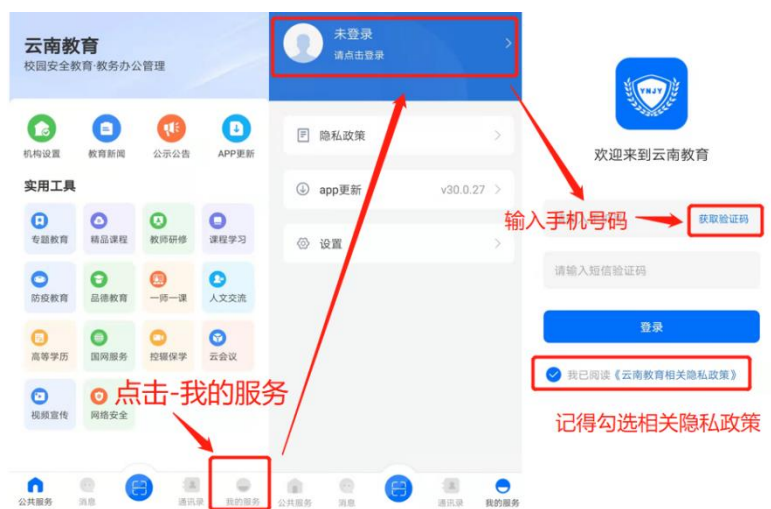 云南教育
校园安全教育·教务办公管理
机构设置 教育新闻 公示公告 APP更新
实用工具
专题教育 精品课程 教师研修 课程学习
防疫教育 品德教育 一师一课 人文交流
高等学历 国网服务 控辍保学 云会议
视频宣传 网络安全
点击-我的服务
公共服务 消息 通讯录 我的服务
未登录
请点击登录
隐私政策
app更新 v30.0.27
设置
公共服务 消息 通讯录 我的服务
YNJY
欢迎来到云南教育
输入手机号码 获取验证码
请输入短信验证码
登录
我已阅读《云南教育相关隐私政策》
记得勾选相关隐私政策